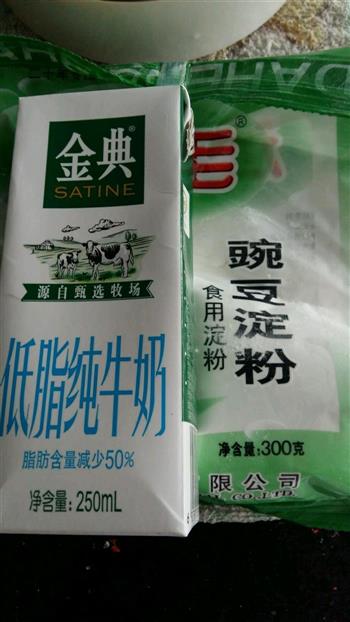 金典®
SATINE
源自甄选牧场
低脂纯牛奶
脂肪含量减少50%
净含量: 250mL
®
豌豆淀粉
食用淀粉
净含量:300克
限公司
CO.,LTD.